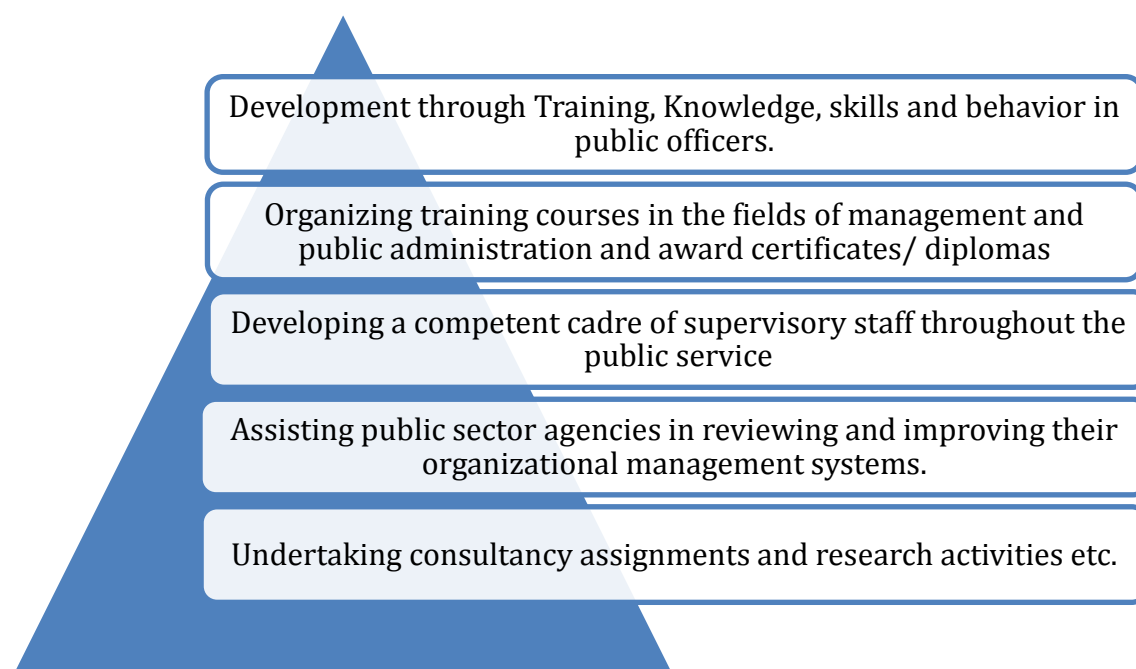 Development through Training, Knowledge, skills and behavior in
public officers.
Organizing training courses in the fields of management and
public administration and award certificates/ diplomas
Developing a competent cadre of supervisory staff throughout the
public service
Assisting public sector agencies in reviewing and improving their
organizational management systems.
Undertaking consultancy assignments and research activities etc.